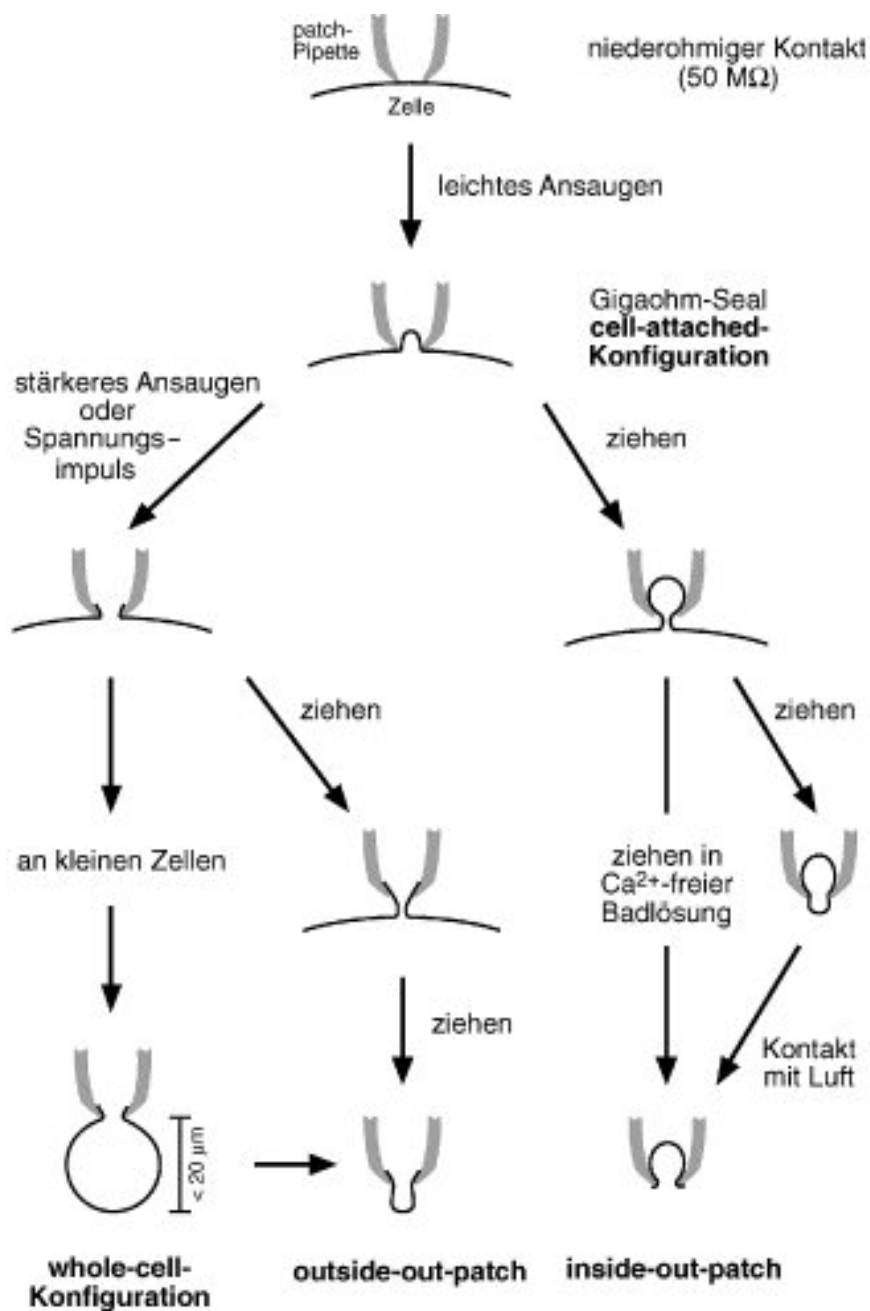 patch-
Pipette
niederohmiger Kontakt
(50 MΩ)
Zelle
leichtes Ansaugen
Gigaohm-Seal
cell-attached-
Konfiguration
stärkeres Ansaugen
oder
Spannungs-
impuls
ziehen
ziehen
ziehen
an kleinen Zellen
ziehen in
Ca²⁺-freier
Badlösung
ziehen
Kontakt
mit Luft
< 20 µm
whole-cell-
Konfiguration
outside-out-patch
inside-out-patch